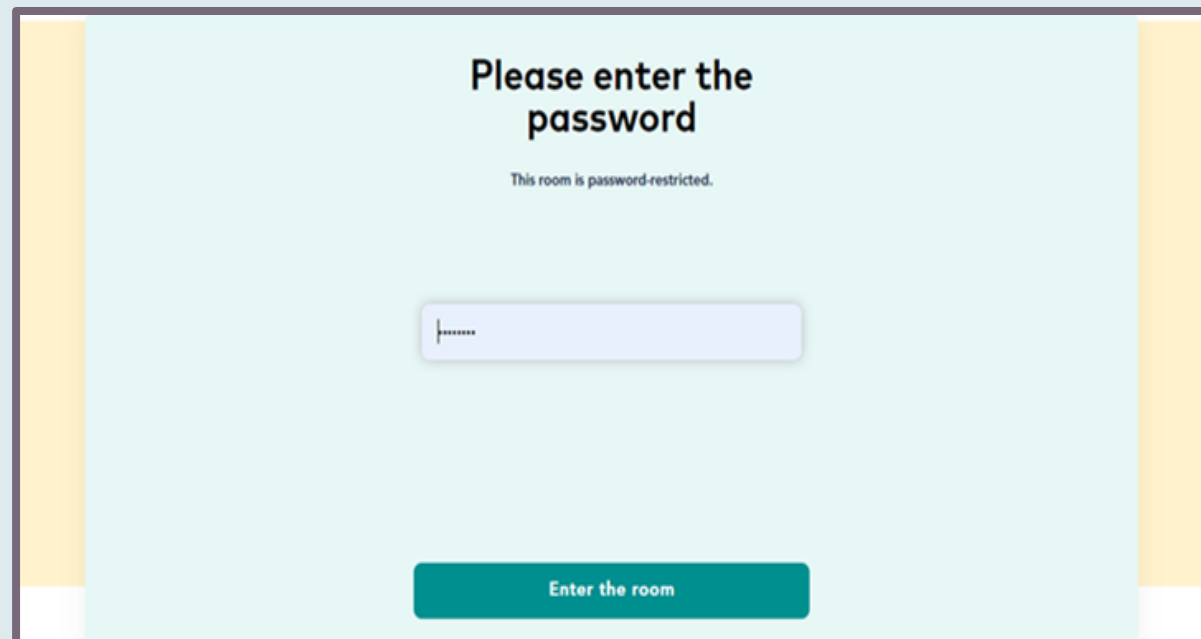 Please enter the
password
This room is password-restricted.
Enter the room